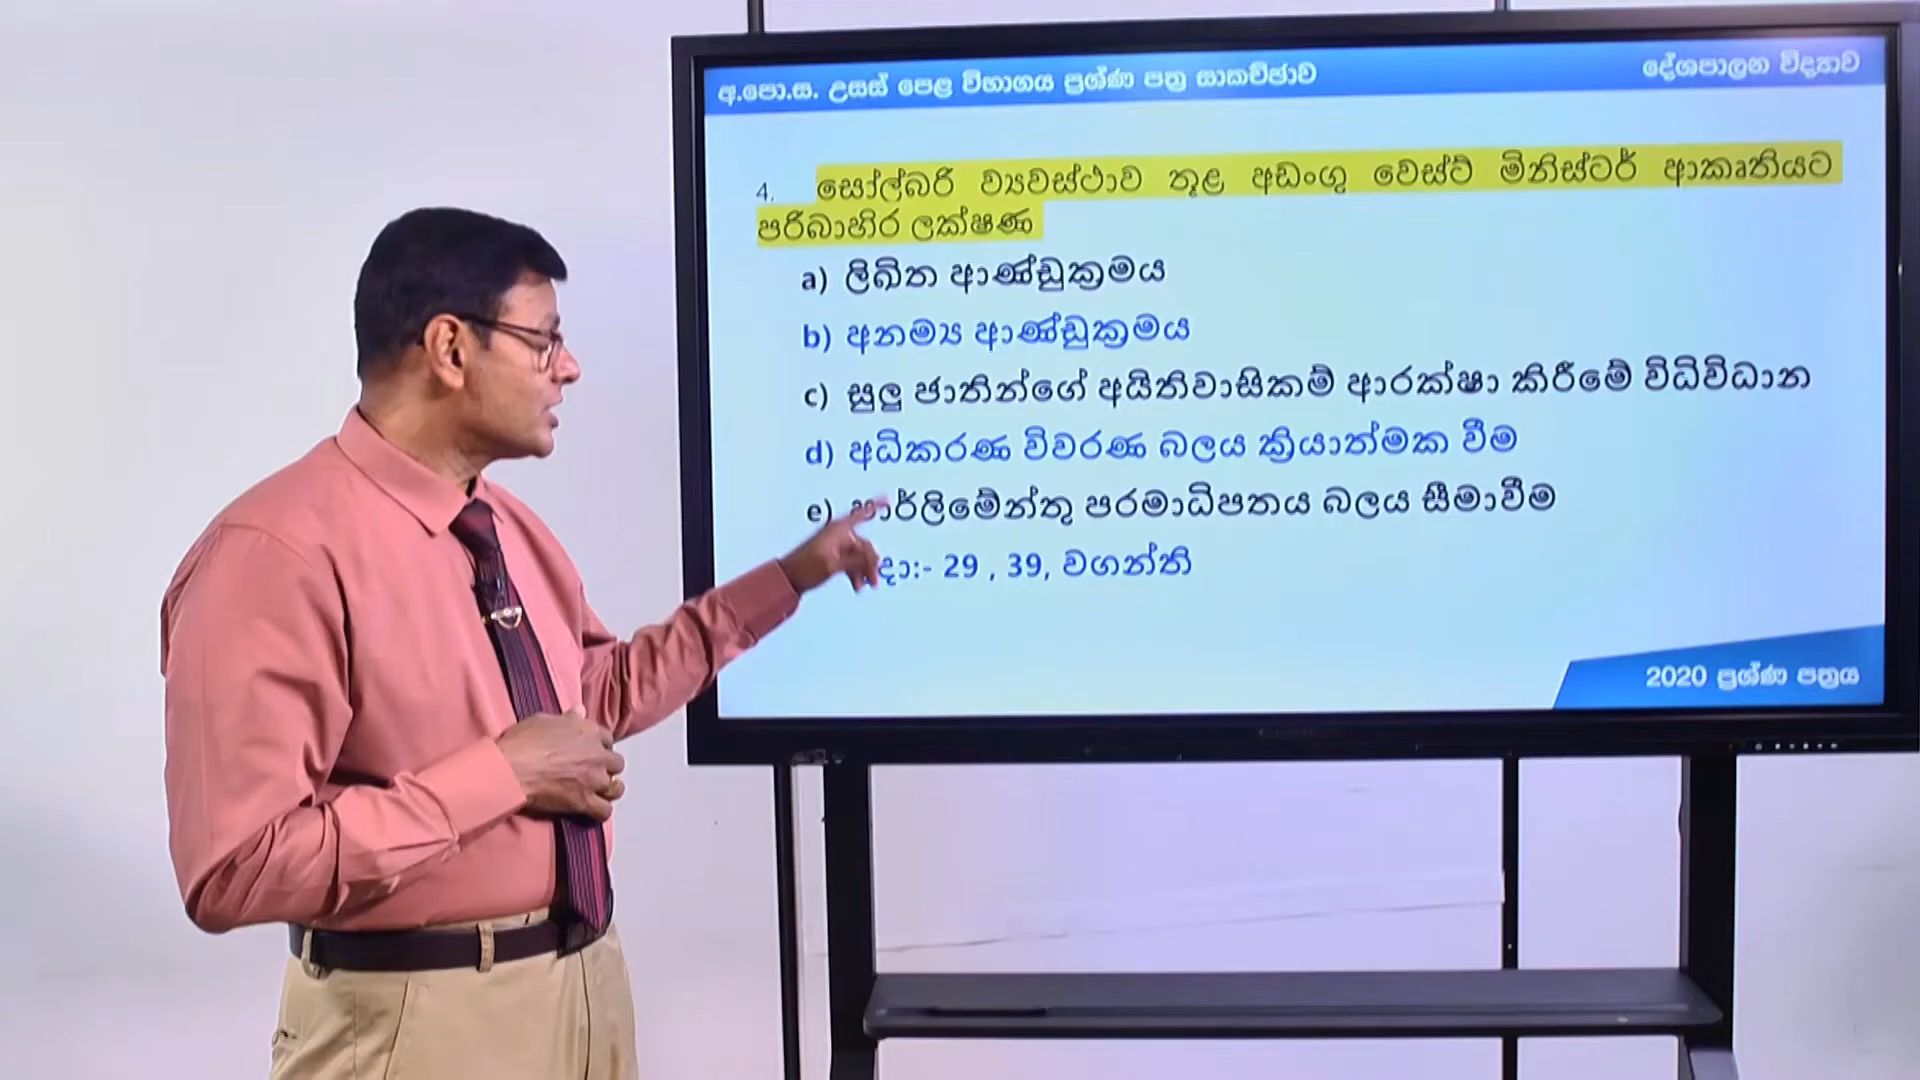 අ.පො.ස. උසස් පෙළ විභාගය ප්‍රශ්ණ පත්‍ර සාකච්ඡාව
දේශපාලන විද්‍යාව
4. සෝල්බරි ව්‍යවස්ථාව තූළ අඩංගු වෙස්ට් මිනිස්ටර් ආකෘතියට
පරිබාහිර ලක්ෂණ
a) ලිඛිත ආණ්ඩුක්‍රමය
b) අනම්‍ය ආණ්ඩුක්‍රමය
c) සුලු ජාතින්ගේ අයිතිවාසිකම් ආරක්ෂා කිරීමේ විධිවිධාන
d) අධිකරණ විවරණ බලය ක්‍රියාත්මක වීම
e) පාර්ලිමේන්තු පරමාධිපතය බලය සීමාවීම
29 , 39, වගන්ති
2020 ප්‍රශ්ණ පත්‍රය